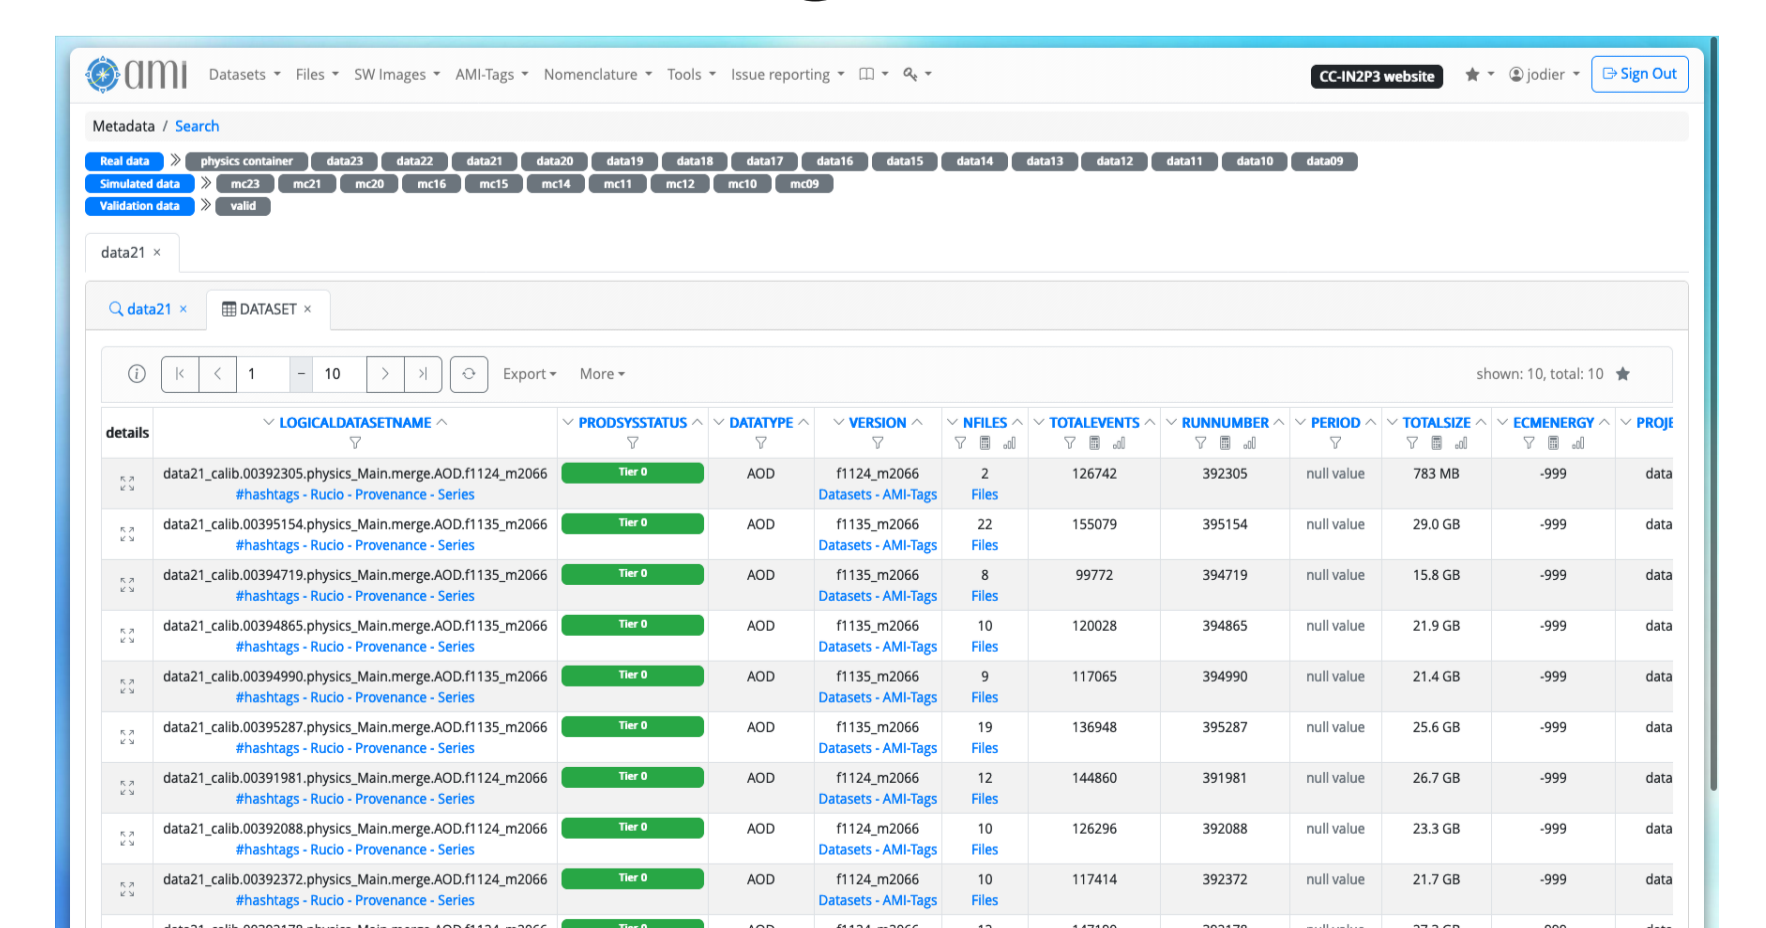 ami Datasets Files SW Images AMI-Tags Nomenclature Tools Issue reporting CC-IN2P3 website jodier Sign Out
Metadata / Search
Real data physics container data23 data22 data21 data20 data19 data18 data17 data16 data15 data14 data13 data12 data11 data10 data09
Simulated data mc23 mc21 mc20 mc16 mc15 mc14 mc11 mc12 mc10 mc09
Validation data valid
data21 ×
data21 × DATASET ×
1 - 10 Export More shown: 10, total: 10
details LOGICALDATASETNAME PRODSYSSTATUS DATATYPE VERSION NFILES TOTALEVENTS RUNNUMBER PERIOD TOTALSIZE ECMENERGY PROJE
data21_calib.00392305.physics_Main.merge.AOD.f1124_m2066 Tier 0 AOD f1124_m2066 2 126742 392305 null value 783 MB -999 data
#hashtags - Rucio - Provenance - Series Datasets - AMI-Tags Files
data21_calib.00395154.physics_Main.merge.AOD.f1135_m2066 Tier 0 AOD f1135_m2066 22 155079 395154 null value 29.0 GB -999 data
#hashtags - Rucio - Provenance - Series Datasets - AMI-Tags Files
data21_calib.00394719.physics_Main.merge.AOD.f1135_m2066 Tier 0 AOD f1135_m2066 8 99772 394719 null value 15.8 GB -999 data
#hashtags - Rucio - Provenance - Series Datasets - AMI-Tags Files
data21_calib.00394865.physics_Main.merge.AOD.f1135_m2066 Tier 0 AOD f1135_m2066 10 120028 394865 null value 21.9 GB -999 data
#hashtags - Rucio - Provenance - Series Datasets - AMI-Tags Files
data21_calib.00394990.physics_Main.merge.AOD.f1135_m2066 Tier 0 AOD f1135_m2066 9 117065 394990 null value 21.4 GB -999 data
#hashtags - Rucio - Provenance - Series Datasets - AMI-Tags Files
data21_calib.00395287.physics_Main.merge.AOD.f1135_m2066 Tier 0 AOD f1135_m2066 19 136948 395287 null value 25.6 GB -999 data
#hashtags - Rucio - Provenance - Series Datasets - AMI-Tags Files
data21_calib.00391981.physics_Main.merge.AOD.f1124_m2066 Tier 0 AOD f1124_m2066 12 144860 391981 null value 26.7 GB -999 data
#hashtags - Rucio - Provenance - Series Datasets - AMI-Tags Files
data21_calib.00392088.physics_Main.merge.AOD.f1124_m2066 Tier 0 AOD f1124_m2066 10 126296 392088 null value 23.3 GB -999 data
#hashtags - Rucio - Provenance - Series Datasets - AMI-Tags Files
data21_calib.00392372.physics_Main.merge.AOD.f1124_m2066 Tier 0 AOD f1124_m2066 10 117414 392372 null value 21.7 GB -999 data
#hashtags - Rucio - Provenance - Series Datasets - AMI-Tags Files